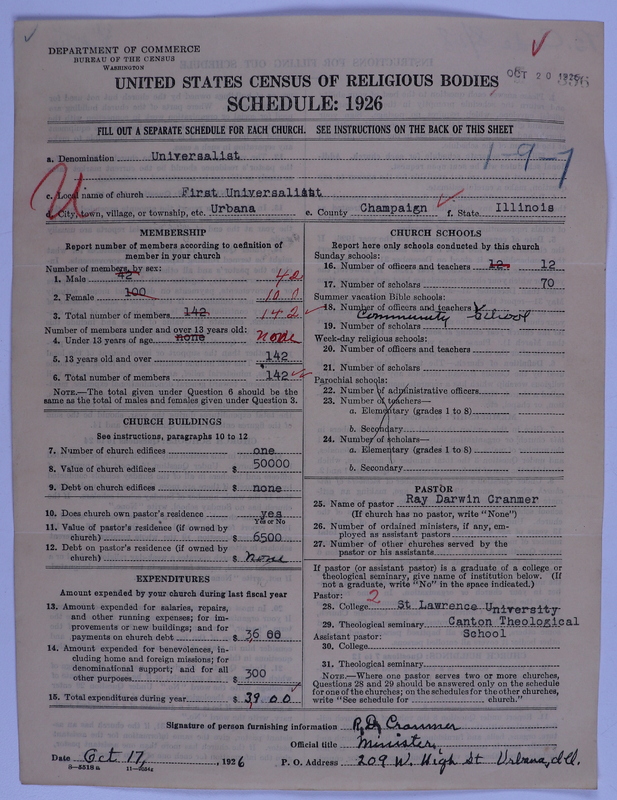 DEPARTMENT OF COMMERCE
BUREAU OF THE CENSUS
WASHINGTON
UNITED STATES CENSUS OF RELIGIOUS BODIES
OCT 20 1926
SCHEDULE: 1926
FILL OUT A SEPARATE SCHEDULE FOR EACH CHURCH. SEE INSTRUCTIONS ON THE BACK OF THIS SHEET
a. Denomination Universalist
1-9-7
c. Local name of church First Universalist
d. City, town, village, or township, etc. Urbana e. County Champaign f. State Illinois
MEMBERSHIP
Report number of members according to definition of
member in your church
Number of members, by sex:
1. Male 42 42
2. Female 100 100
3. Total number of members 142 142
Number of members under and over 13 years old:
4. Under 13 years of age none None
5. 13 years old and over 142
6. Total number of members 142
NOTE.—The total given under Question 6 should be the
same as the total of males and females given under Question 3.
CHURCH BUILDINGS
See instructions, paragraphs 10 to 12
7. Number of church edifices one
8. Value of church edifices $ 50000
9. Debt on church edifices $ none
10. Does church own pastor's residence yes
Yes or No
11. Value of pastor's residence (if owned by
church) $ 6500
12. Debt on pastor's residence (if owned by
church) $ None
EXPENDITURES
Amount expended by your church during last fiscal year
13. Amount expended for salaries, repairs,
and other running expenses; for im-
provements or new buildings; and for
payments on church debt $ 36 00
14. Amount expended for benevolences, in-
cluding home and foreign missions; for
denominational support; and for all
other purposes $ 300
15. Total expenditures during year $ 39 00
CHURCH SCHOOLS
Report here only schools conducted by this church
Sunday schools:
16. Number of officers and teachers 12 12
17. Number of scholars 70
Summer vacation Bible schools:
18. Number of officers and teachers
Community School
19. Number of scholars
Week-day religious schools:
20. Number of officers and teachers
21. Number of scholars
Parochial schools:
22. Number of administrative officers
23. Number of teachers—
a. Elementary (grades 1 to 8)
b. Secondary
24. Number of scholars—
a. Elementary (grades 1 to 8)
b. Secondary
PASTOR
25. Name of pastor Ray Darwin Cranmer
(If church has no pastor, write "None")
26. Number of ordained ministers, if any, em-
ployed as assistant pastors
27. Number of other churches served by the
pastor or his assistants
If pastor (or assistant pastor) is a graduate of a college or
theological seminary, give name of institution below. (If
not a graduate, write "No" in the space indicated.)
Pastor: 2
28. College St Lawrence University
29. Theological seminary Canton Theological
Assistant pastor: School
30. College
31. Theological seminary
NOTE.—Where one pastor serves two or more churches,
Questions 28 and 29 should be answered only on the schedule
for one of the churches; on the schedules for the other churches,
write "See schedule for church."
Signature of person furnishing information R. D. Cranmer
Official title Minister,
Date Oct 17, , 1926 P. O. Address 209 W. High St Urbana, Ill.
8-5518 a